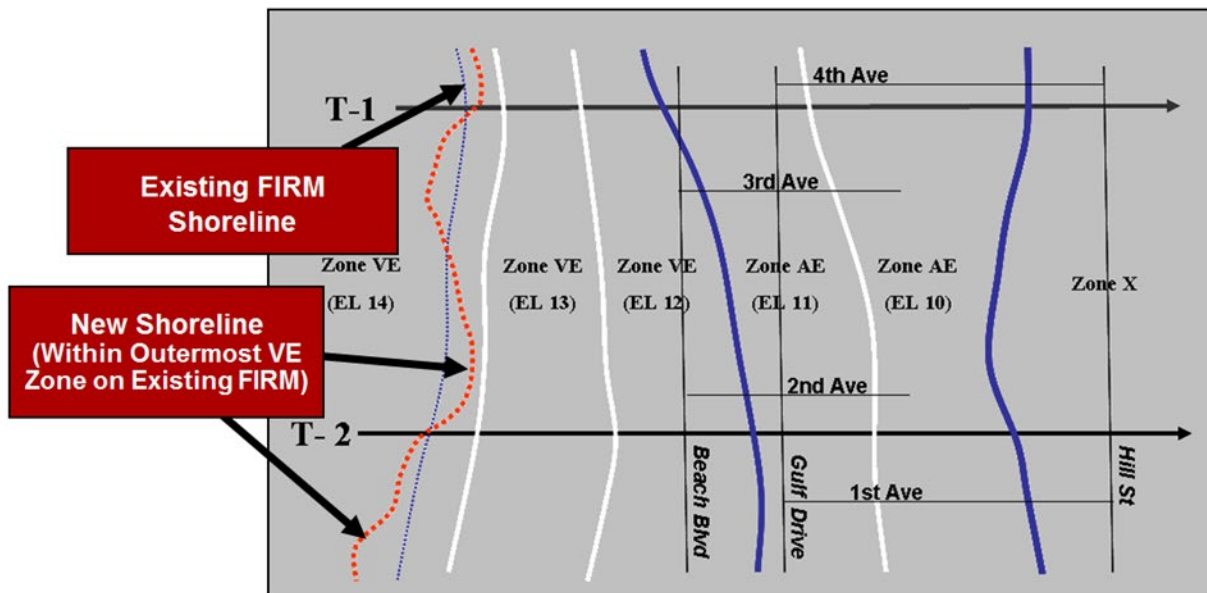 4th Ave
T-1
Existing FIRM
Shoreline
3rd Ave
Zone VE
(EL 14)
Zone VE
(EL 13)
Zone VE
(EL 12)
Zone AE
(EL 11)
Zone AE
(EL 10)
Zone X
New Shoreline
(Within Outermost VE
Zone on Existing FIRM)
2nd Ave
T- 2
Beach Blvd
Gulf Drive
1st Ave
Hill St